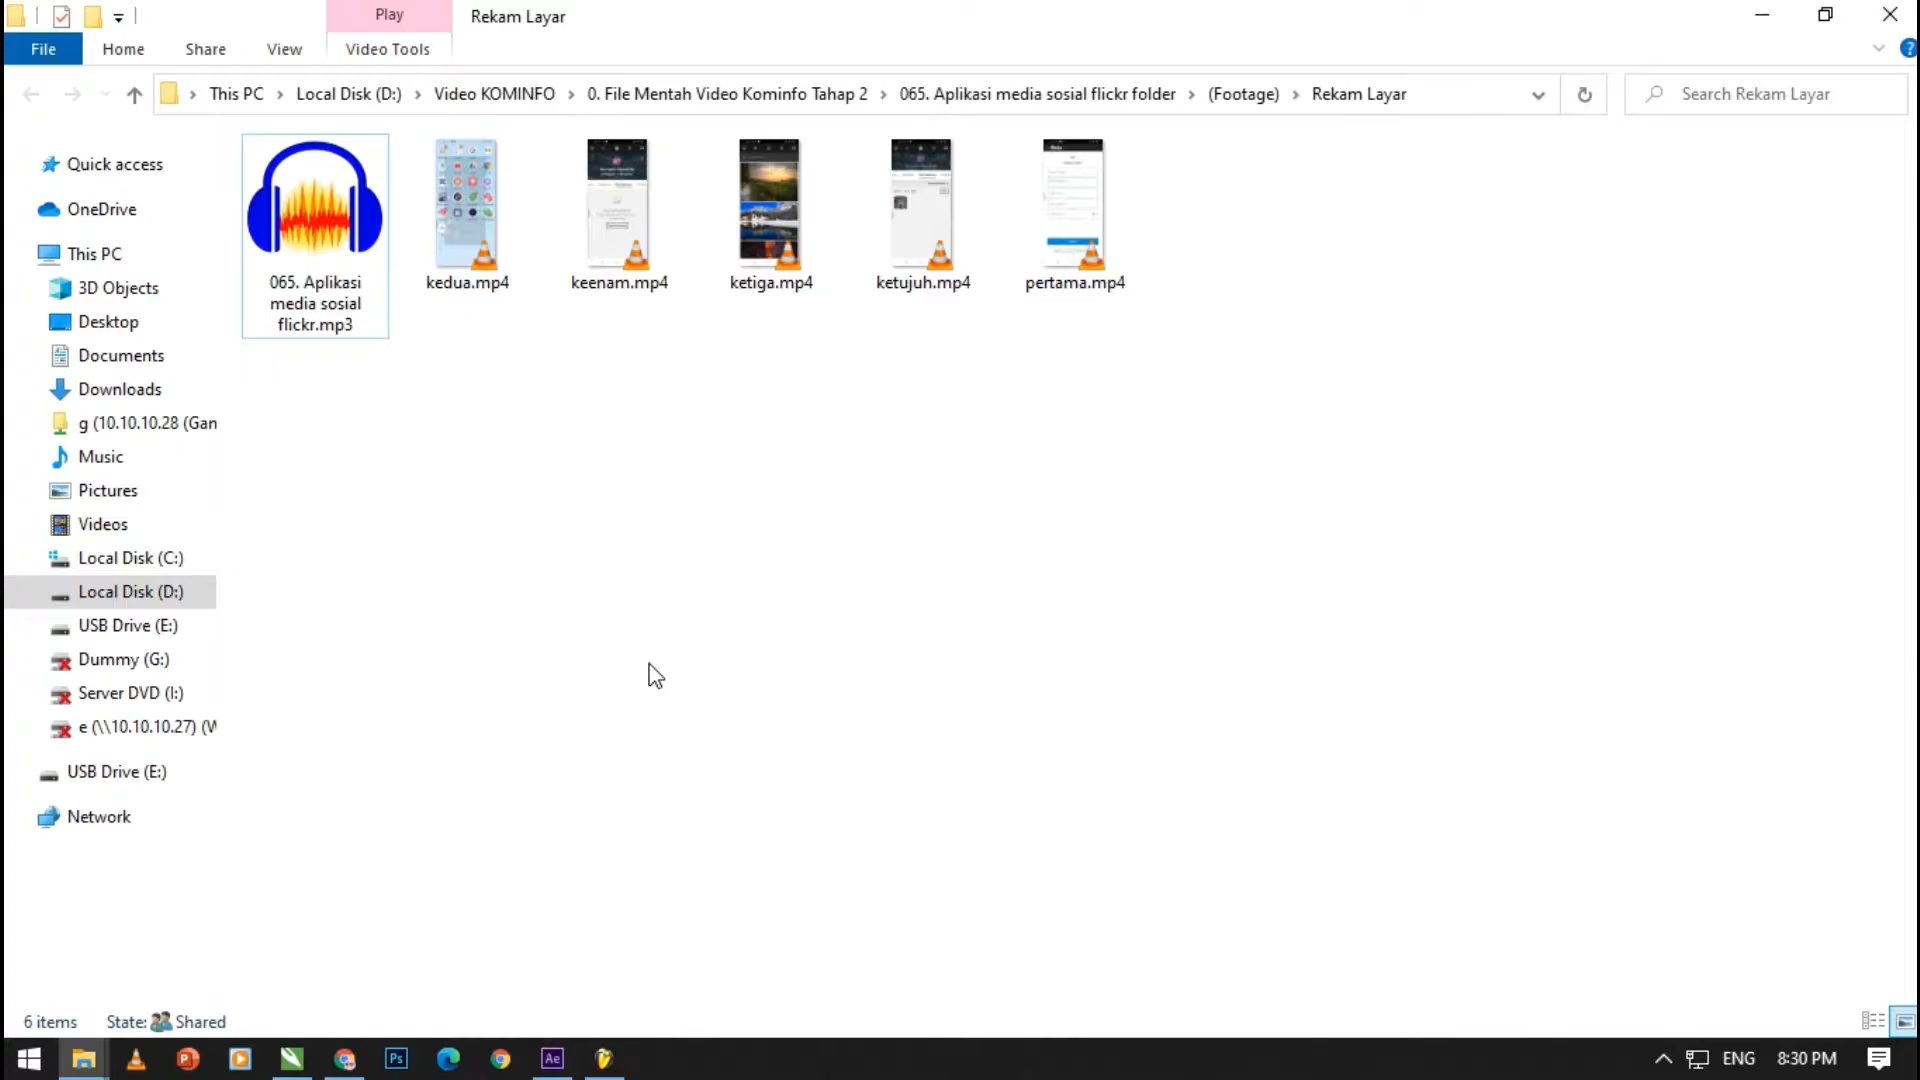 Play
Rekam Layar
File
Home
Share
View
Video Tools
This PC
Local Disk (D:)
Video KOMINFO
0. File Mentah Video Kominfo Tahap 2
065. Aplikasi media sosial flickr folder
(Footage)
Rekam Layar
Search Rekam Layar
Quick access
OneDrive
This PC
3D Objects
Desktop
Documents
Downloads
g (10.10.10.28 (Gan
Music
Pictures
Videos
Local Disk (C:)
Local Disk (D:)
USB Drive (E:)
Dummy (G:)
Server DVD (I:)
e (\\10.10.10.27) (V
USB Drive (E:)
Network
065. Aplikasi
media sosial
flickr.mp3
kedua.mp4
keenam.mp4
ketiga.mp4
ketujuh.mp4
pertama.mp4
6 items
State:
Shared
Ps
Ae
ENG
8:30 PM